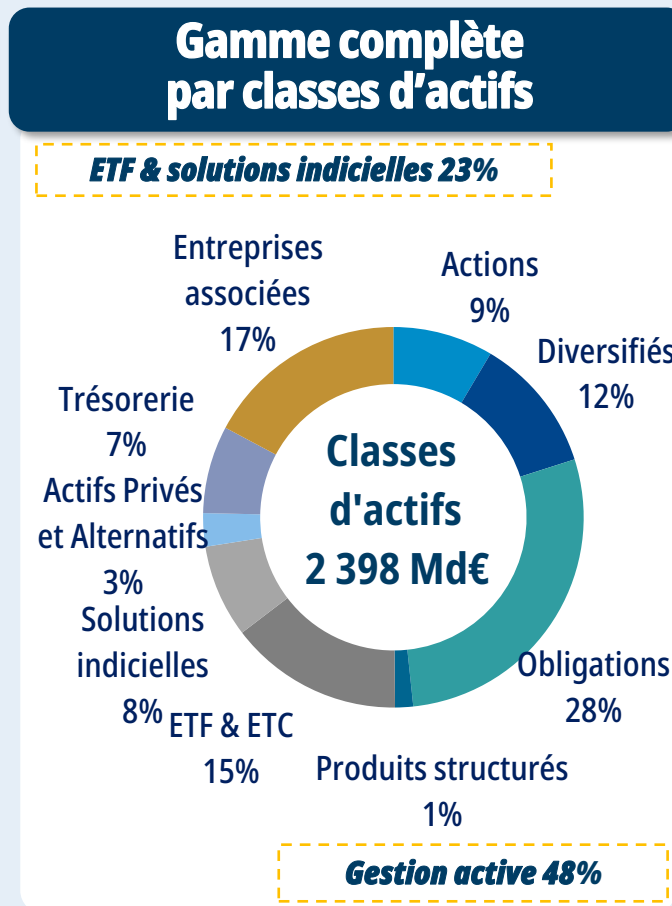 Gamme complète
par classes d’actifs
ETF & solutions indicielles 23%
Entreprises
associées
17%
Actions
9%
Diversifiés
12%
Trésorerie
7%
Actifs Privés
et Alternatifs
3%
Classes
d'actifs
2 398 Md€
Solutions
indicielles
8%
Obligations
28%
ETF & ETC
15%
Produits structurés
1%
Gestion active 48%